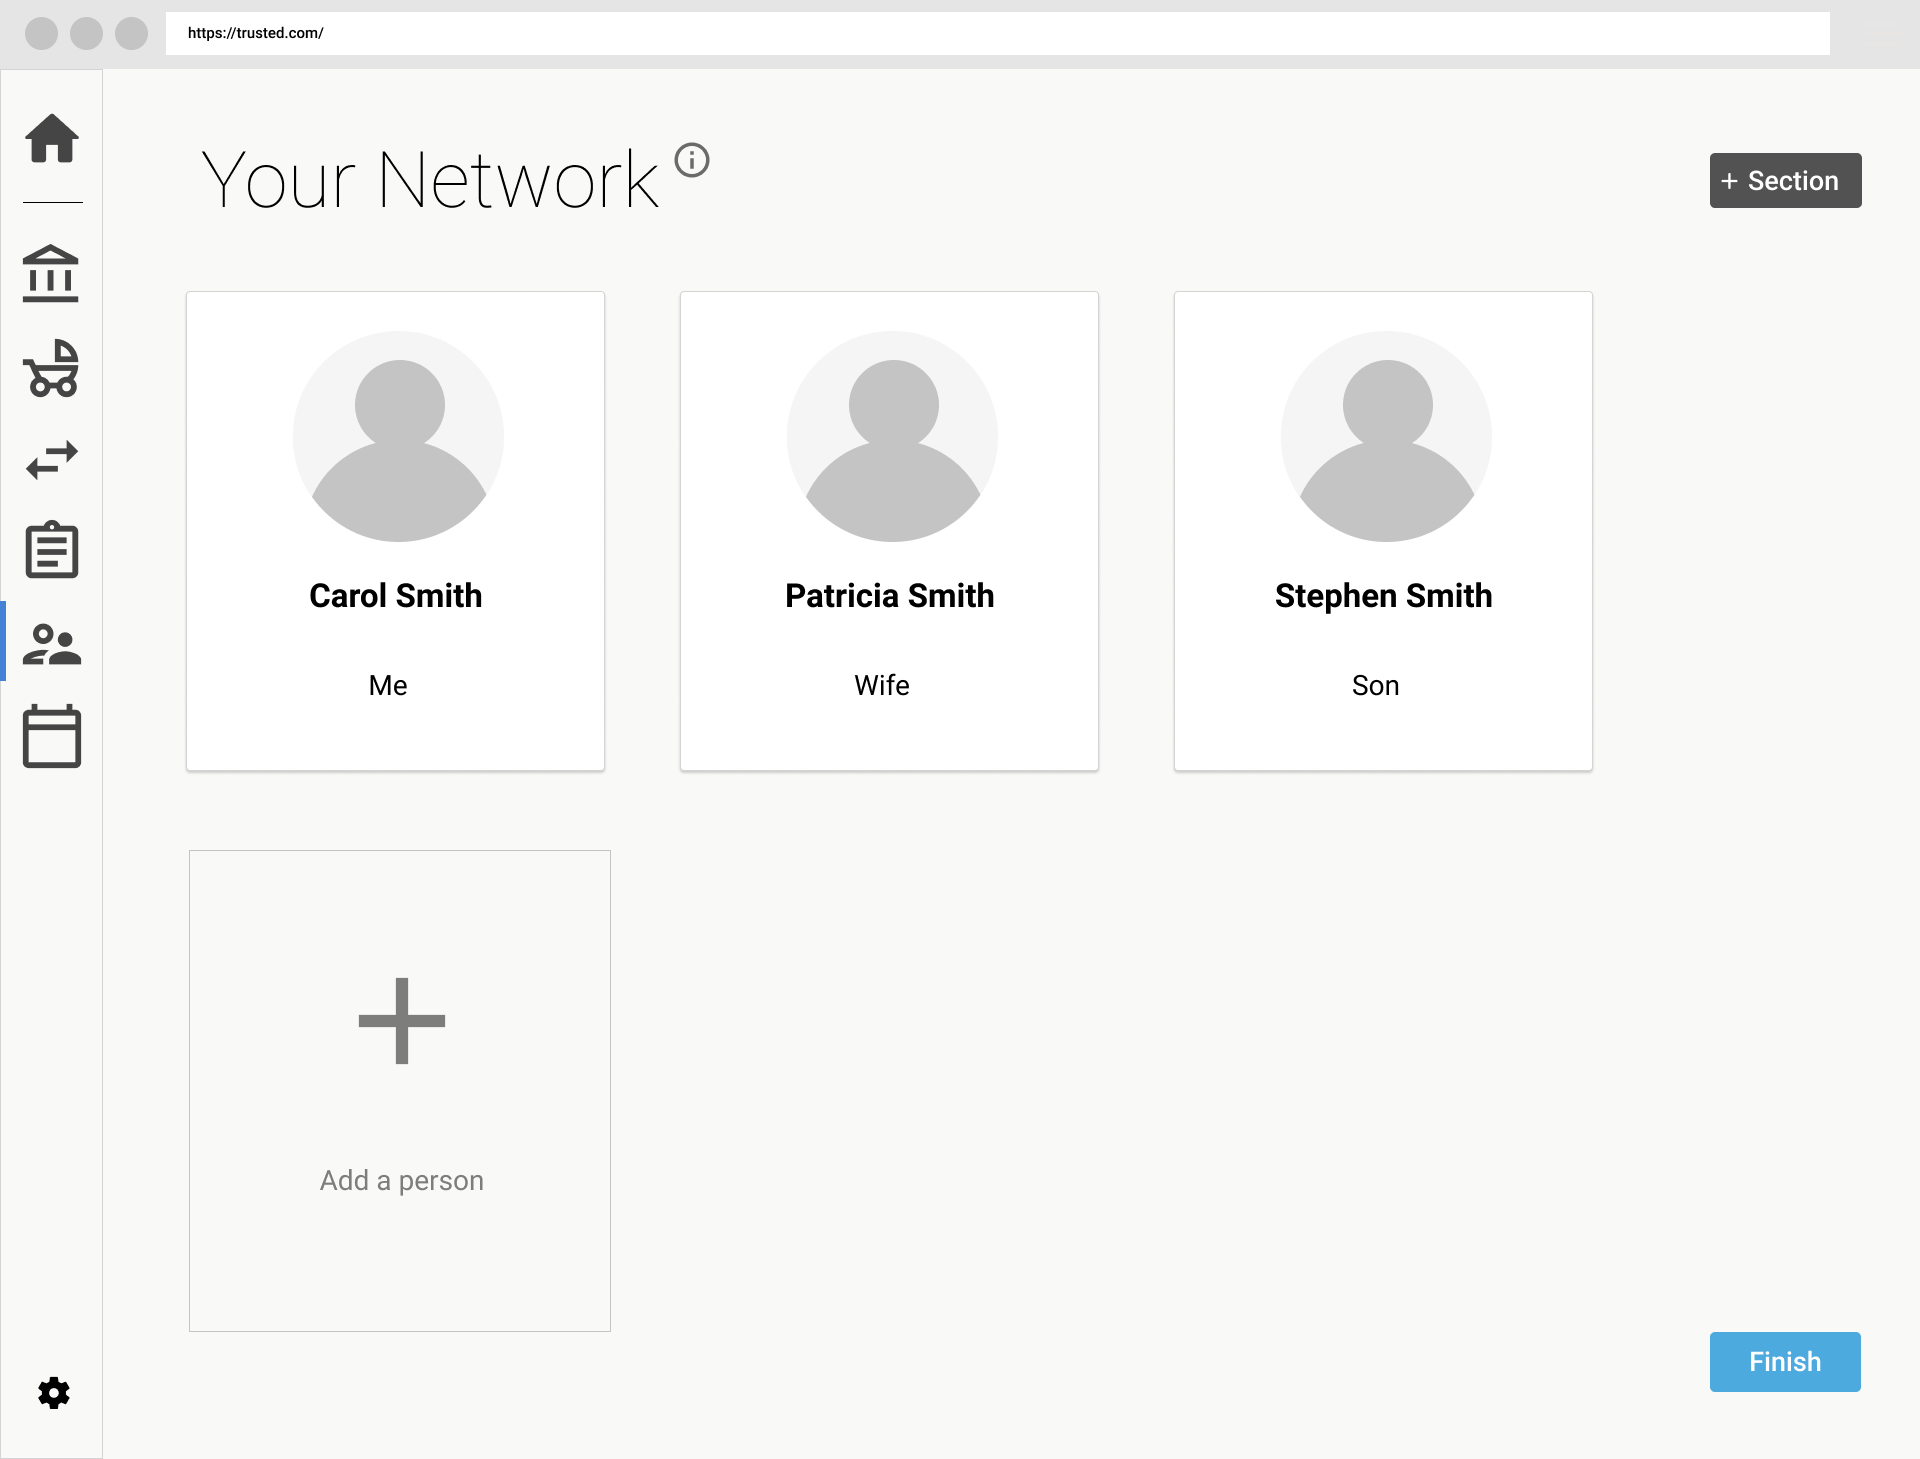 https://trusted.com/
Your Network
+ Section
Carol Smith
Me
Patricia Smith
Wife
Stephen Smith
Son
Add a person
Finish